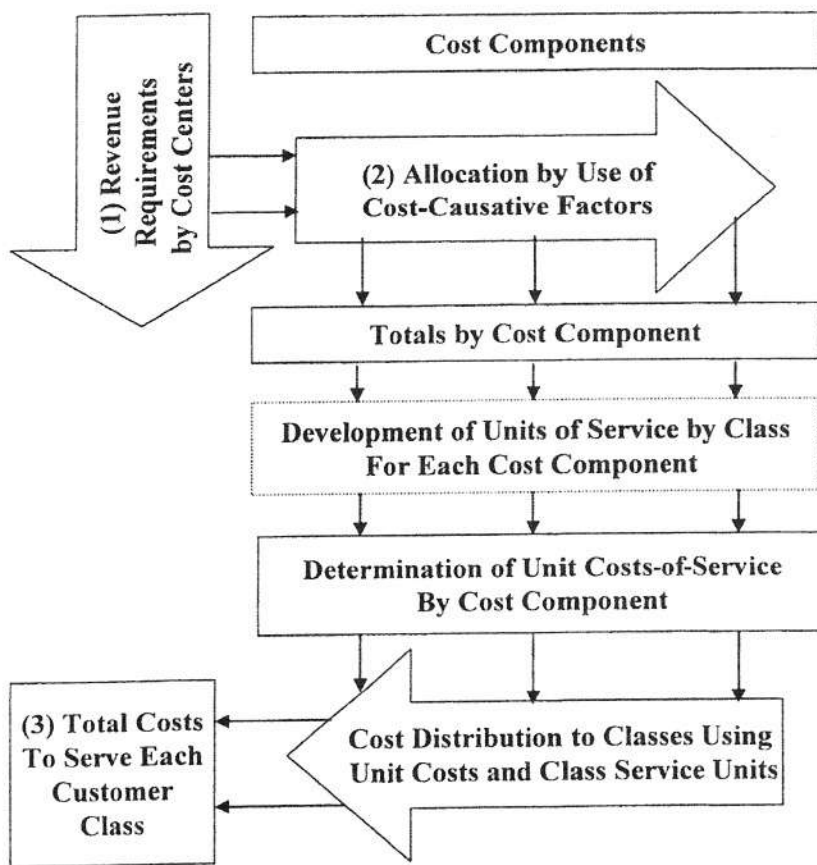 Cost Components
(1) Revenue
Requirements
by Cost Centers
(2) Allocation by Use of
Cost-Causative Factors
Totals by Cost Component
Development of Units of Service by Class
For Each Cost Component
Determination of Unit Costs-of-Service
By Cost Component
Cost Distribution to Classes Using
Unit Costs and Class Service Units
(3) Total Costs
To Serve Each
Customer
Class